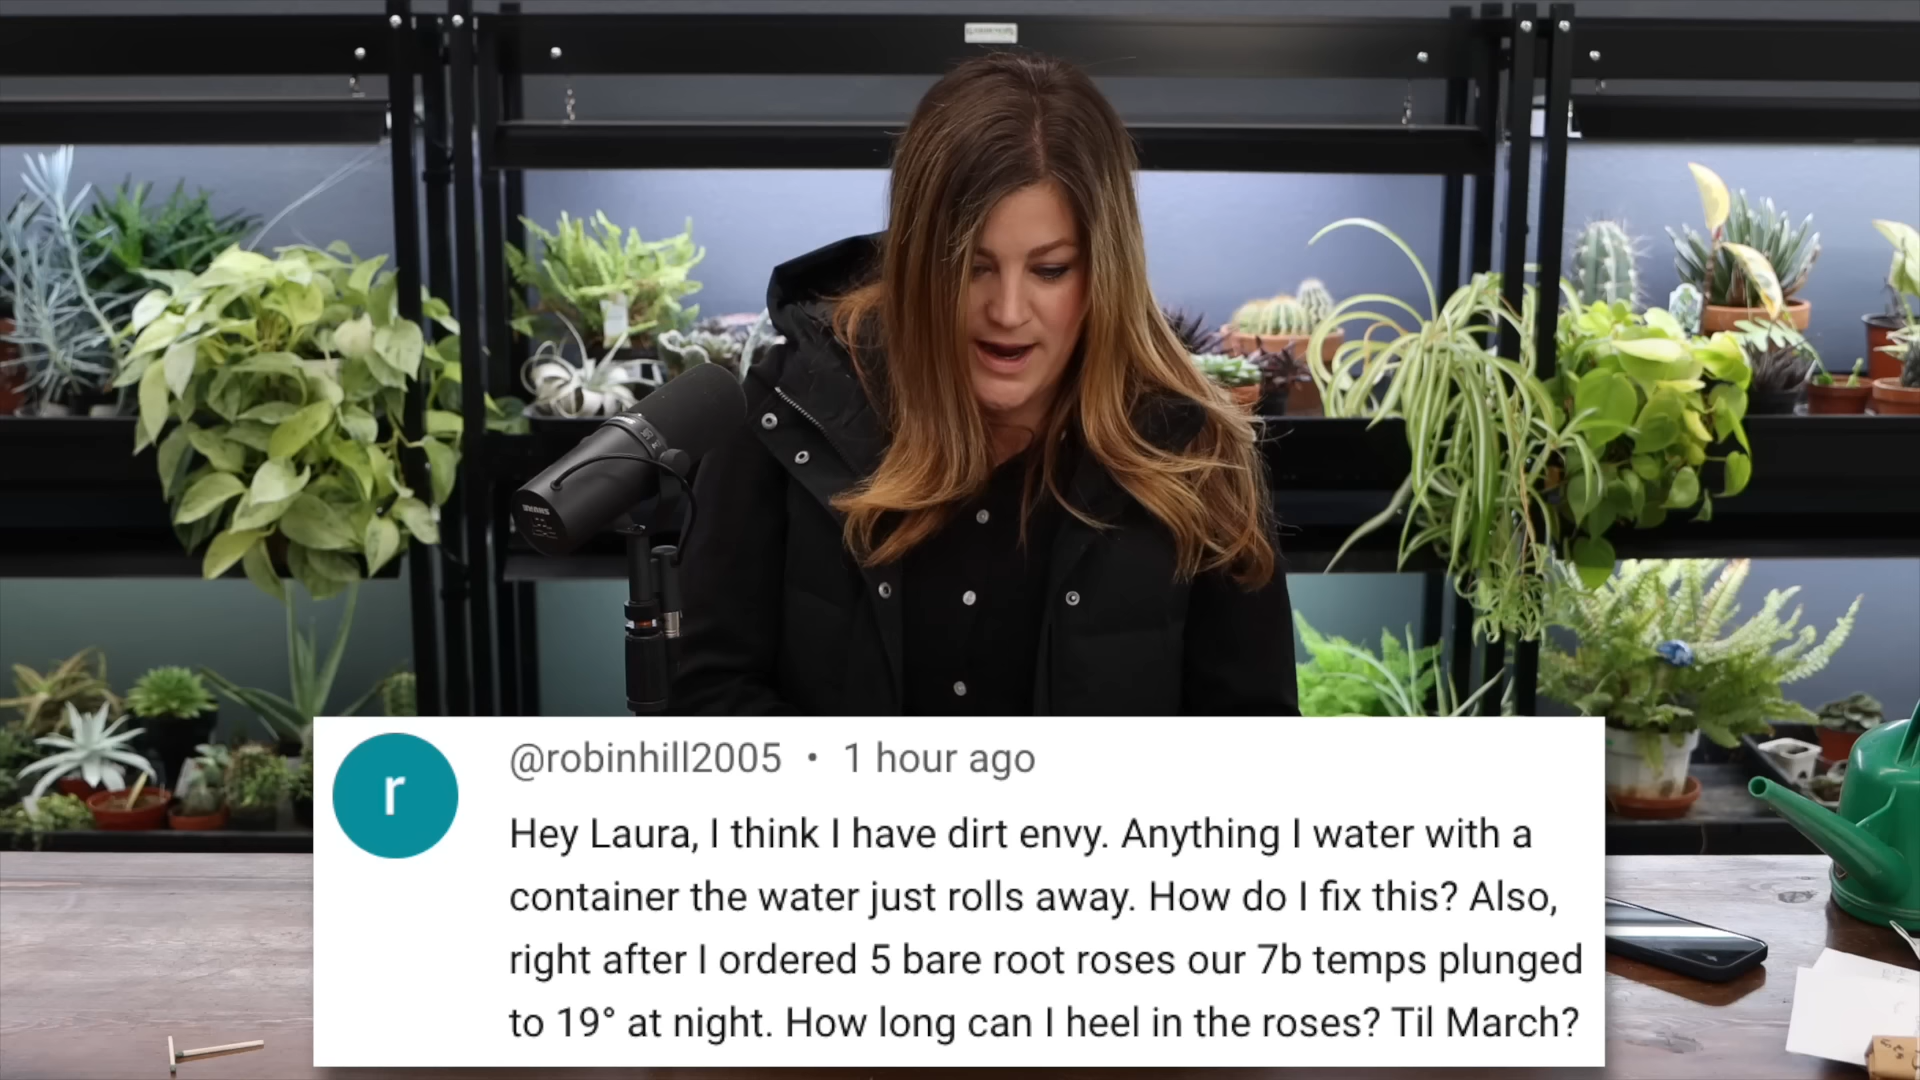 r
@robinhill2005 • 1 hour ago
Hey Laura, I think I have dirt envy. Anything I water with a
container the water just rolls away. How do I fix this? Also,
right after I ordered 5 bare root roses our 7b temps plunged
to 19° at night. How long can I heel in the roses? Til March?
SHURE